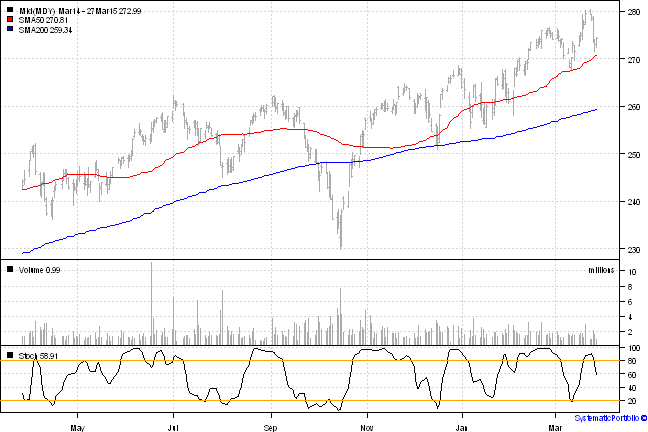 Mkt(MDY) Mar14 - 27Mar15 272.99
SMA50 270.81
SMA200 259.34
280
270
260
250
240
230
Volume 0.99
millions
10
8
6
4
2
Stoch 58.91
100
80
60
40
20
May
Jul
Sep
Nov
Jan
Mar
SystematicPortfolio ©